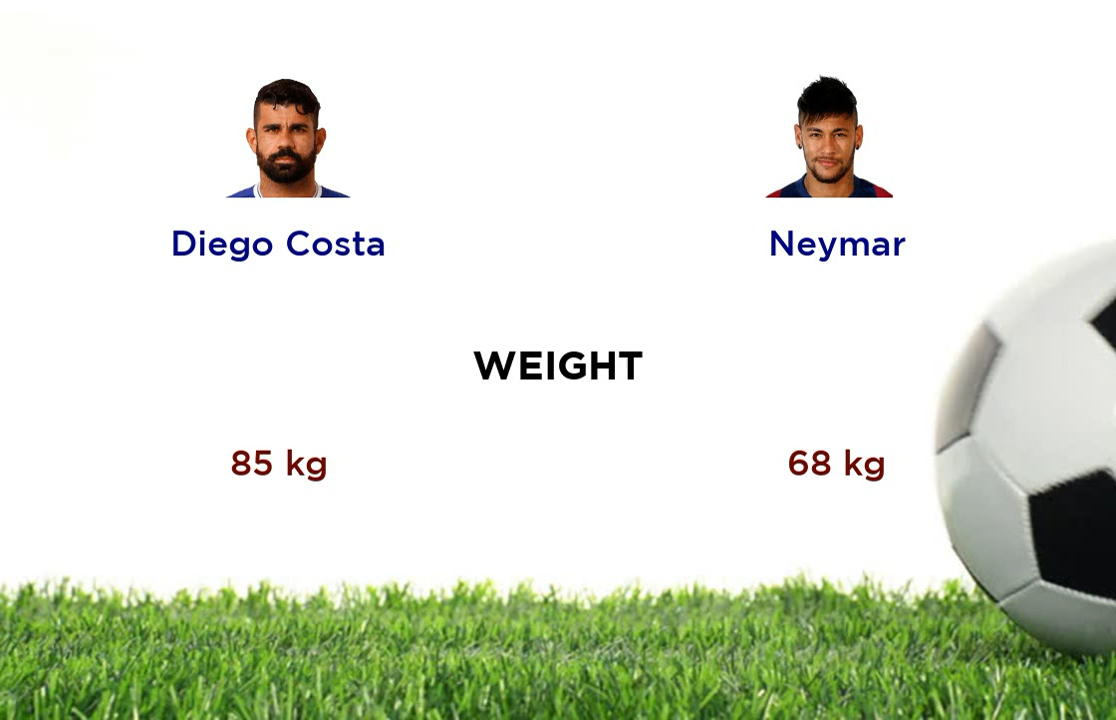 Diego Costa
Neymar
WEIGHT
85 kg
68 kg